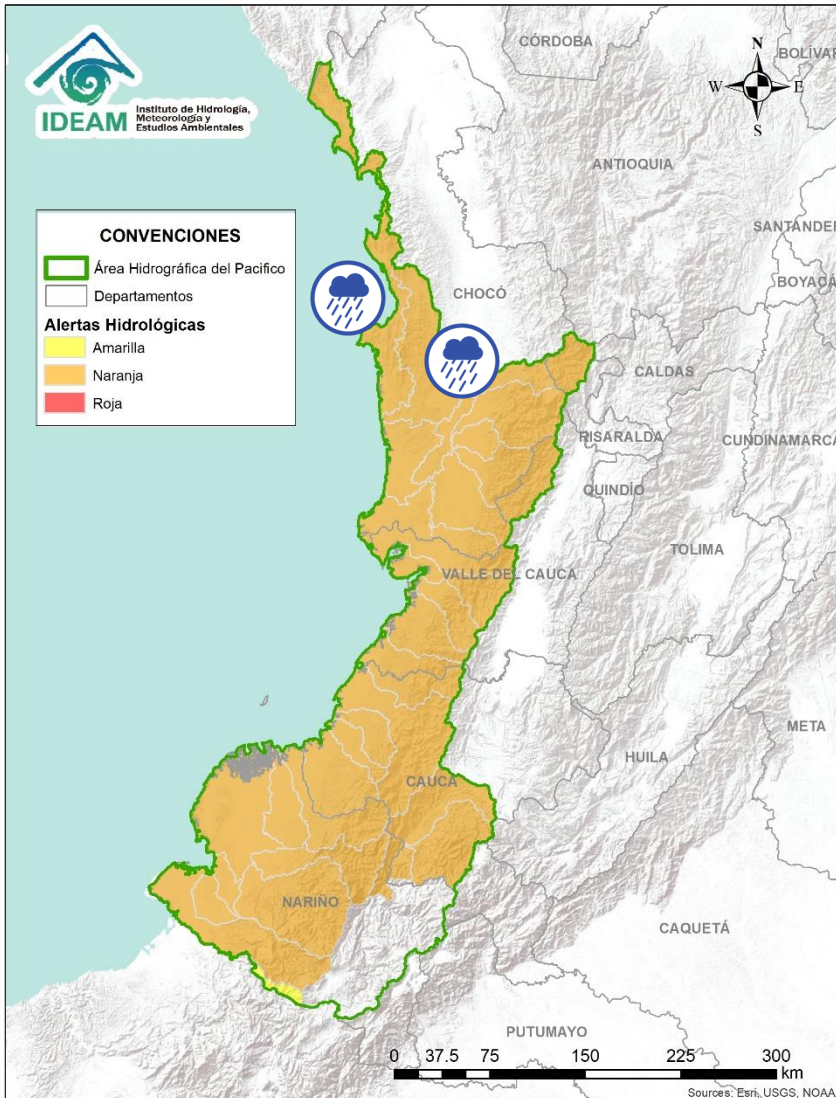 IDEAM
Instituto de Hidrología,
Meteorología y
Estudios Ambientales
CÓRDOBA
BOLÍVAR
N
W
E
S
ANTIOQUIA
SANTANDER
BOYACÁ
CONVENCIONES
Área Hidrográfica del Pacifico
Departamentos
Alertas Hidrológicas
Amarilla
Naranja
Roja
CHOCÓ
CALDAS
RISARALDA
CUNDINAMARCA
QUINDÍO
TOLIMA
VALLE DEL CAUCA
META
HUILA
CAUCA
NARIÑO
CAQUETÁ
PUTUMAYO
0 37.5 75 150 225 300
km
Sources: Esri, USGS, NOAA